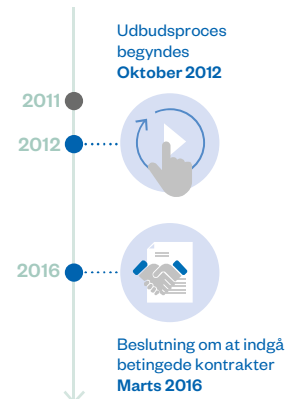 Udbudsproces
begyndes
Oktober 2012
2011
2012
2016
Beslutning om at indgå
betingede kontrakter
Marts 2016